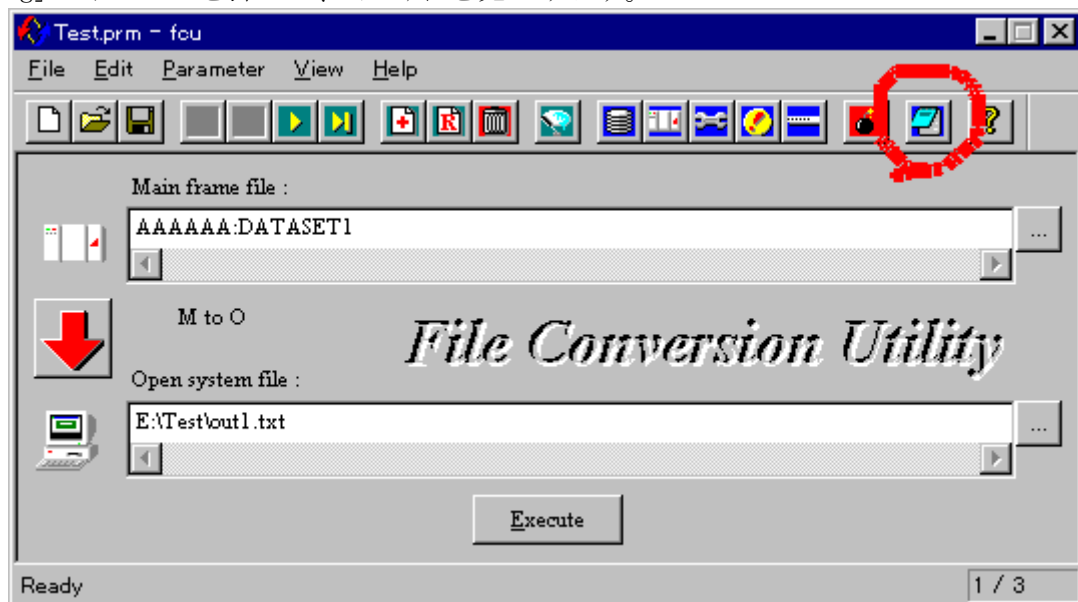 Test.prm - fcu
File Edit Parameter View Help
Main frame file :
AAAAAA:DATASET1
...
M to O
File Conversion Utility
Open system file :
E:\Test\out1.txt
...
Execute
Ready
1 / 3